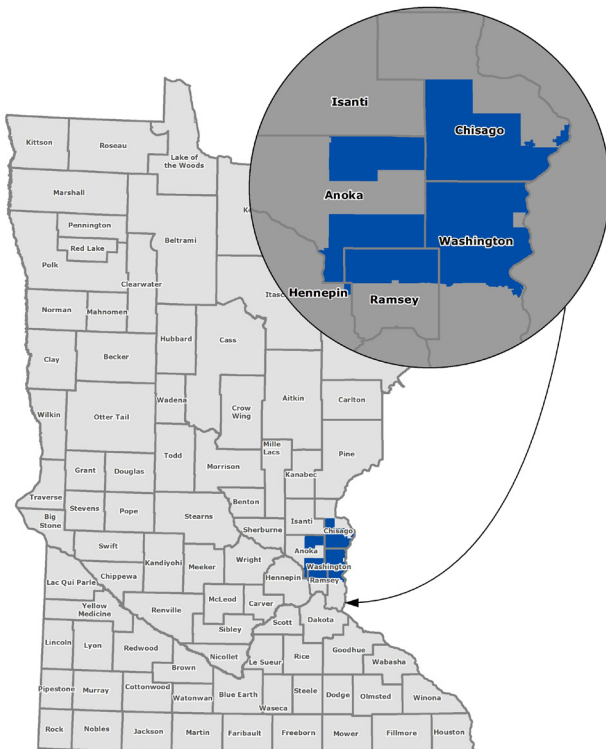 Isanti
Chisago
Anoka
Washington
Hennepin
Ramsey
Kittson
Roseau
Lake of
the Woods
Marshall
Pennington
Red Lake
Beltrami
Polk
Clearwater
Norman
Mahnomen
Itasc
Hubbard
Cass
Clay
Becker
Wadena
Crow
Wing
Aitkin
Carlton
Wilkin
Otter Tail
Todd
Morrison
Mille
Lacs
Kanabec
Pine
Grant
Douglas
Traverse
Stevens
Pope
Stearns
Benton
Big
Stone
Sherburne
Isanti
Chisago
Swift
Kandiyohi
Meeker
Wright
Anoka
Washington
Hennepin
Ramsey
Lac Qui Parle
Chippewa
Yellow
Medicine
Renville
McLeod
Carver
Scott
Dakota
Sibley
Lincoln
Lyon
Redwood
Nicollet
Le Sueur
Rice
Goodhue
Wabasha
Brown
Pipestone
Murray
Cottonwood
Watonwan
Blue Earth
Waseca
Steele
Dodge
Olmsted
Winona
Rock
Nobles
Jackson
Martin
Faribault
Freeborn
Mower
Fillmore
Houston